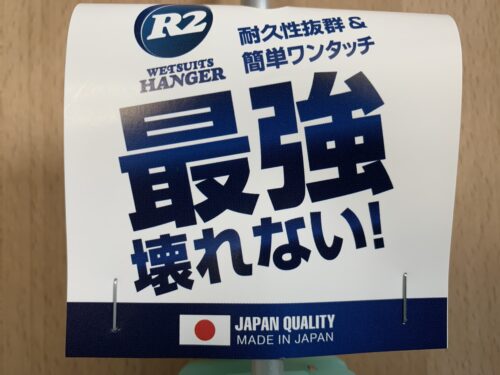 R2
WETSUITS
HANGER
耐久性抜群&
簡単ワンタッチ
最強
壊れない!
JAPAN QUALITY
MADE IN JAPAN